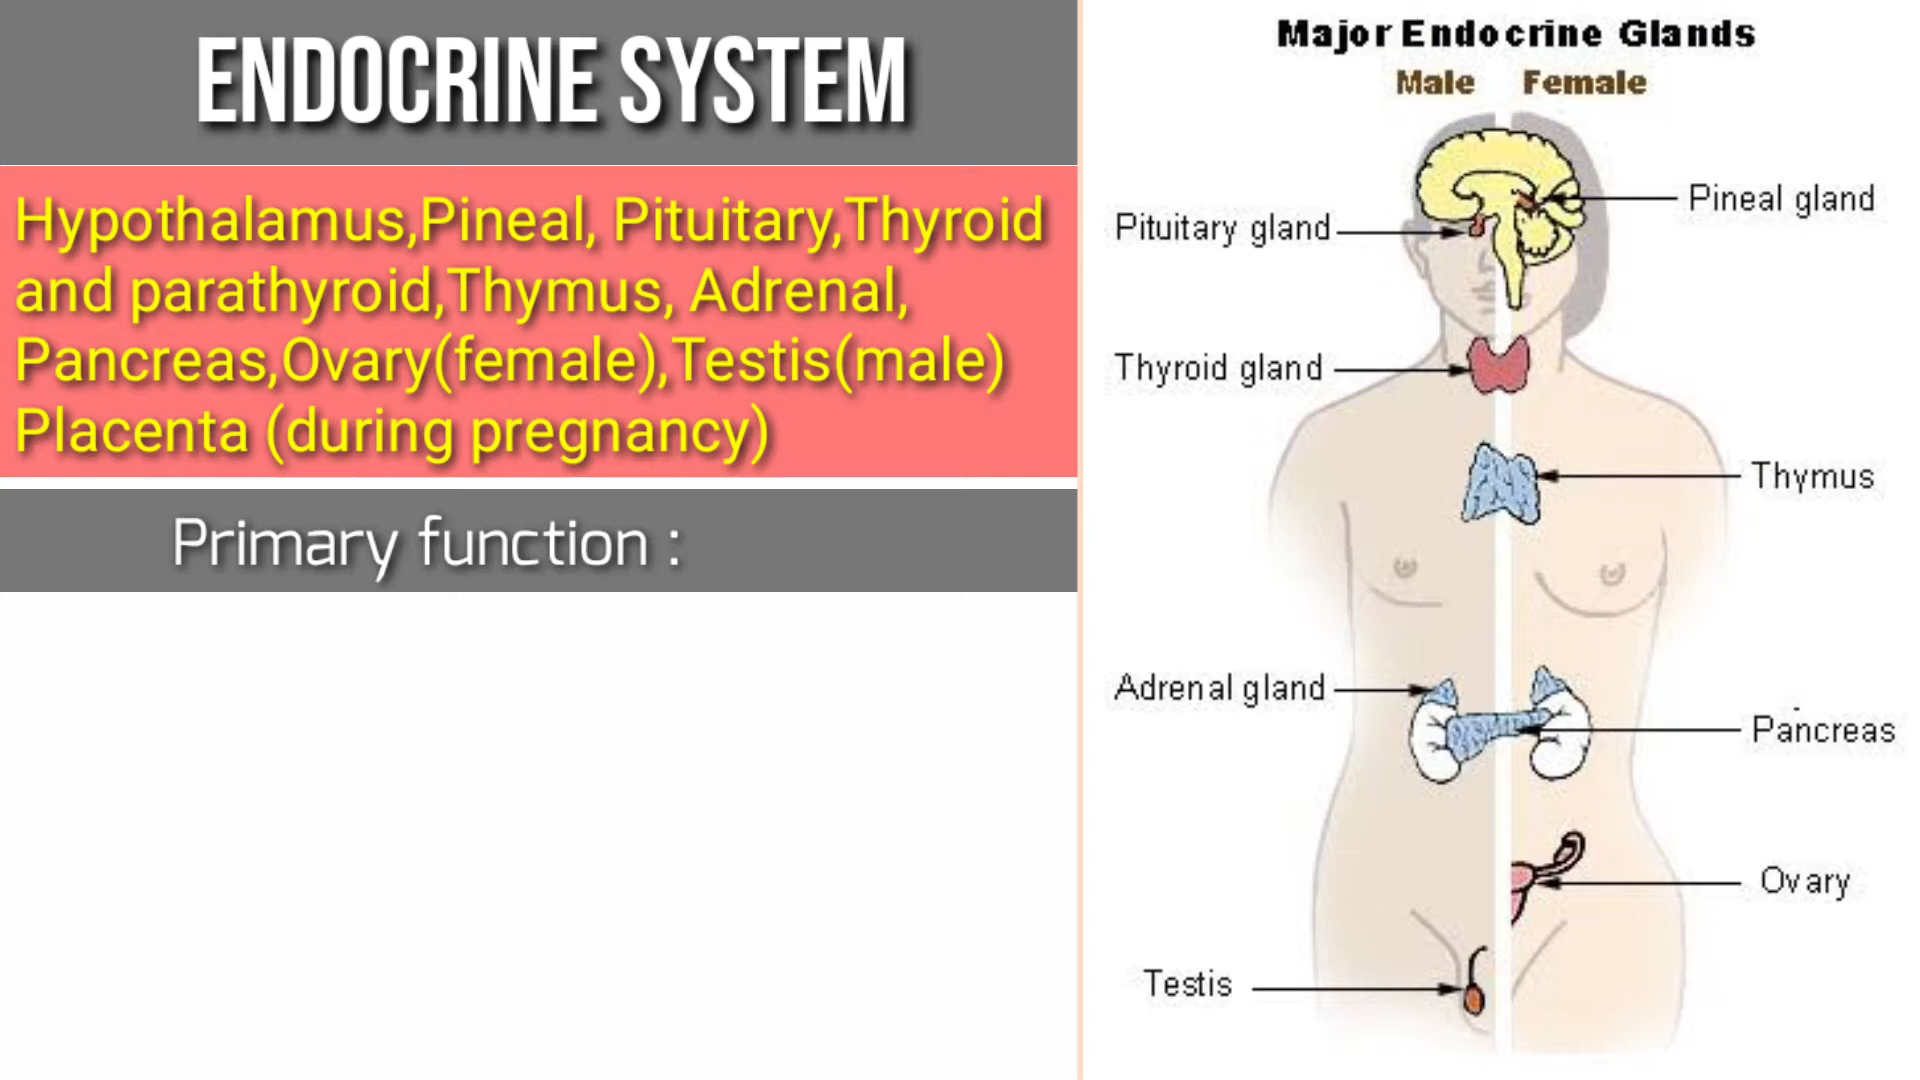 ENDOCRINE SYSTEM
Hypothalamus,Pineal, Pituitary,Thyroid
and parathyroid,Thymus, Adrenal,
Pancreas,Ovary(female),Testis(male)
Placenta (during pregnancy)
Primary function :
Major Endocrine Glands
Male Female
Pineal gland
Pituitary gland
Thyroid gland
Thymus
Adrenal gland
Pancreas
Ovary
Testis